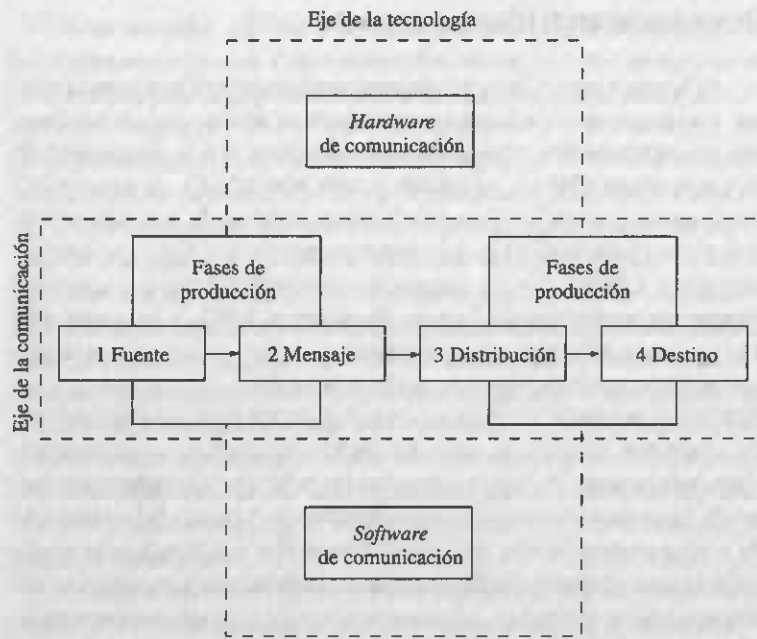 Eje de la tecnología
Hardware
de comunicación
Eje de la comunicación
Fases de
producción
Fases de
producción
1 Fuente
2 Mensaje
3 Distribución
4 Destino
Software
de comunicación